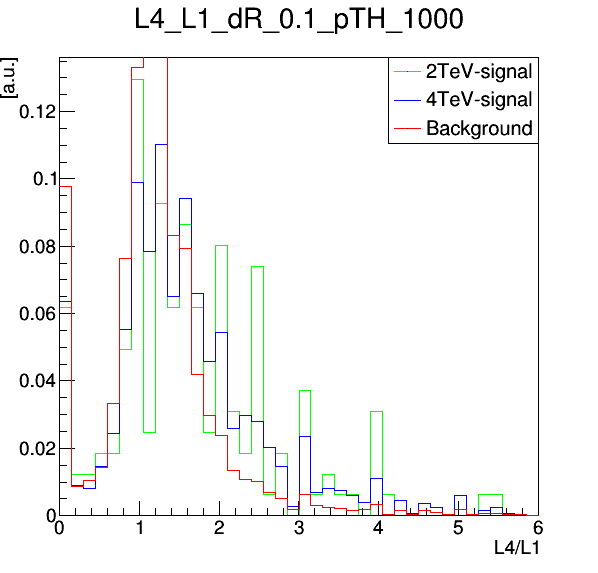 L4_L1_dR_0.1_pTH_1000
[a.u.]
2TeV-signal
4TeV-signal
Background
0.12
0.1
0.08
0.06
0.04
0.02
0
0 1 2 3 4 5 6
L4/L1